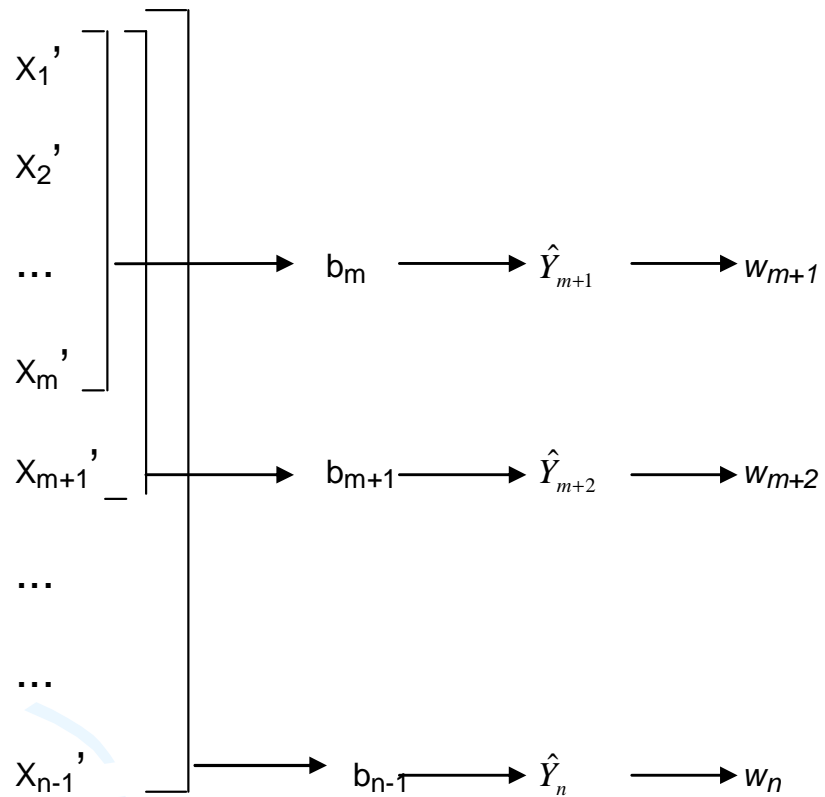 X₁’
X₂’
... bₘ Ŷₘ₊₁ wₘ₊₁
Xₘ’
Xₘ₊₁’ bₘ₊₁ Ŷₘ₊₂ wₘ₊₂
...
...
Xₙ₋₁’ bₙ₋₁ Ŷₙ wₙ